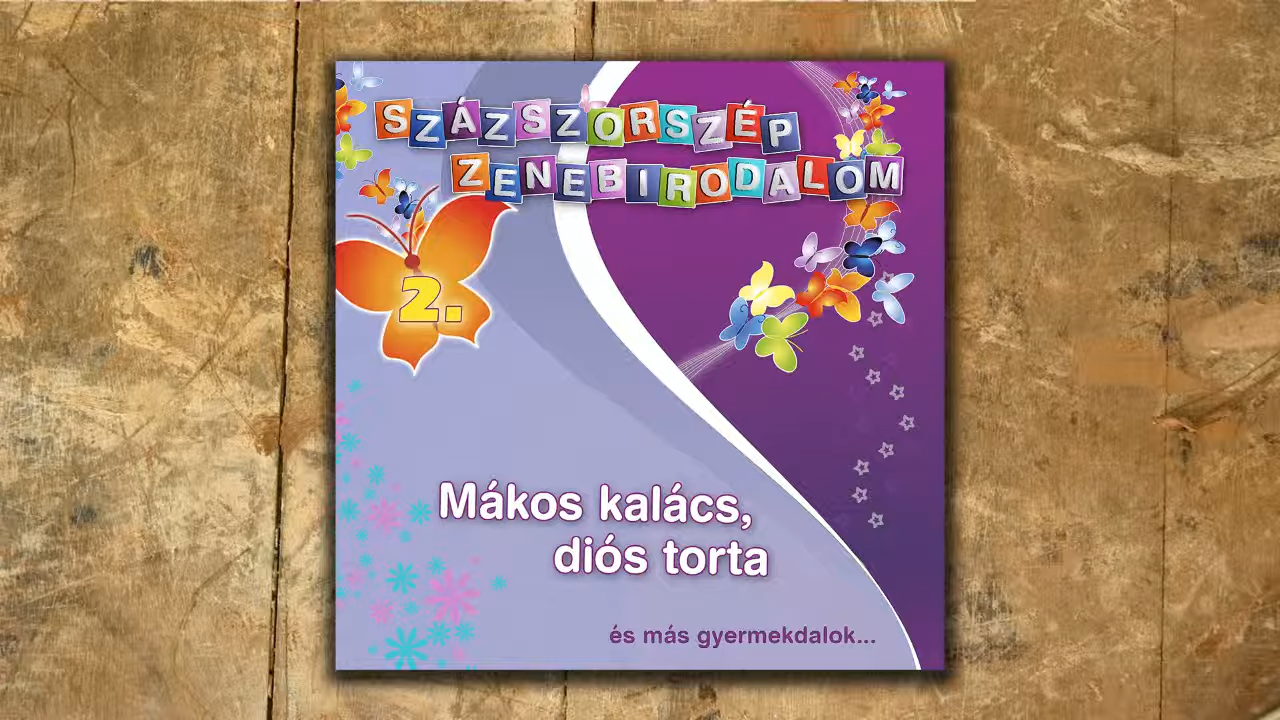 SZÁZSZORSZÉP
ZENEBIRODALOM
2.
Mákos kalács,
diós torta
és más gyermekdalok...